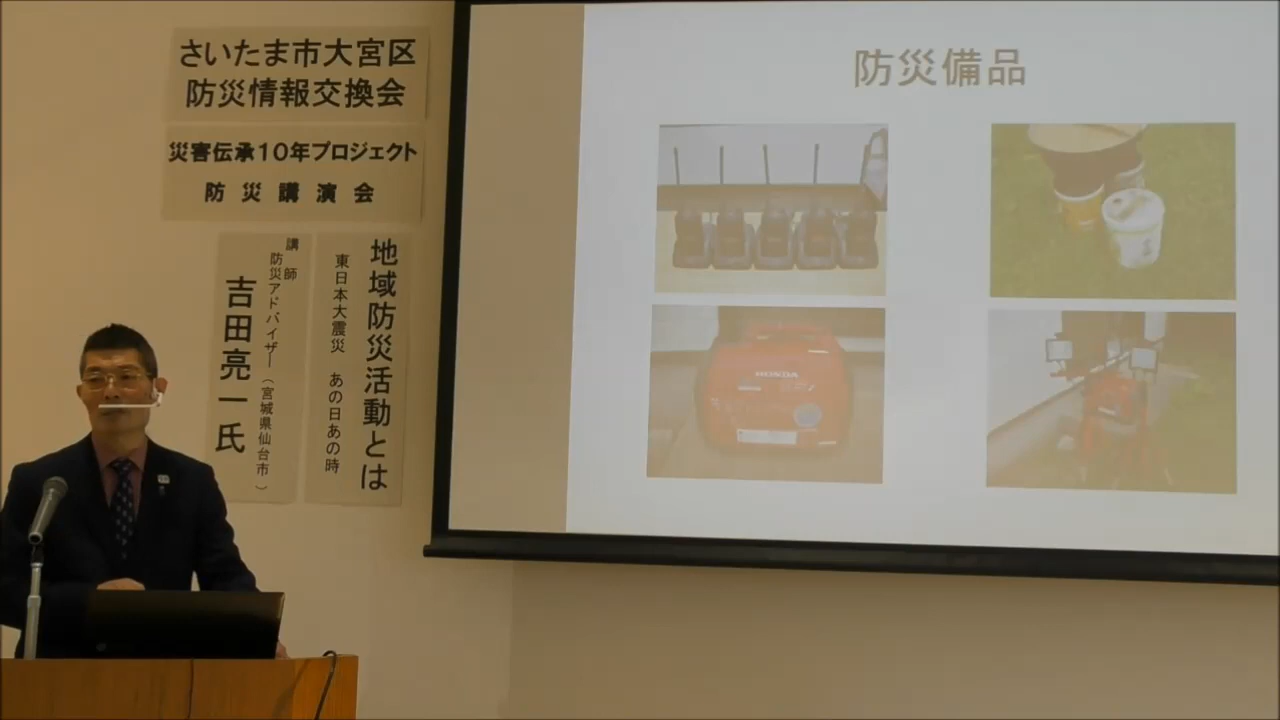 さいたま市大宮区
防災情報交換会
災害伝承10年プロジェクト
防災講演会
地域防災活動とは
東日本大震災 あの日あの時
講師
防災アドバイザー（宮城県仙台市）
吉田亮一氏
防災備品
HONDA